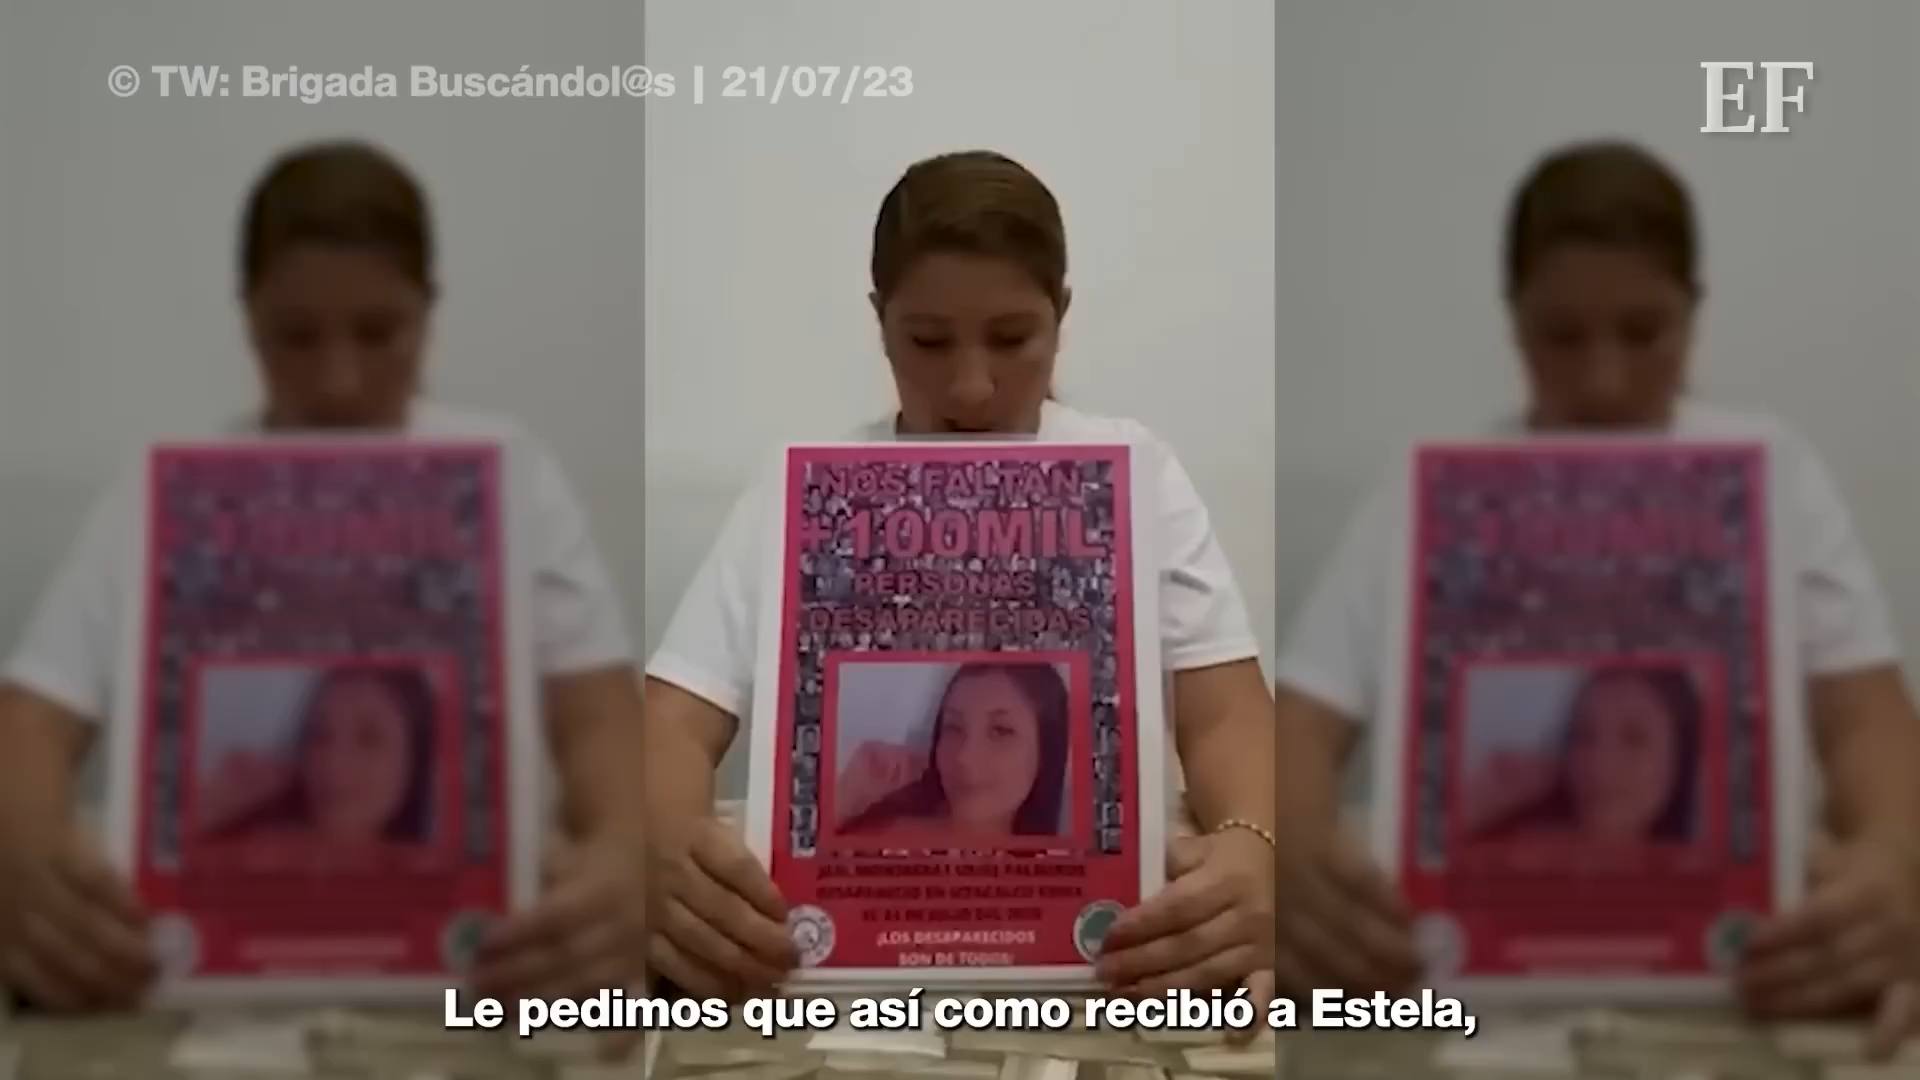 © TW: Brigada Buscándol@s | 21/07/23
EF
NOS FALTAN
+100MIL
PERSONAS
DESAPARECIDAS
¡LOS DESAPARECIDOS
SON DE TODOS!
Le pedimos que así como recibió a Estela,